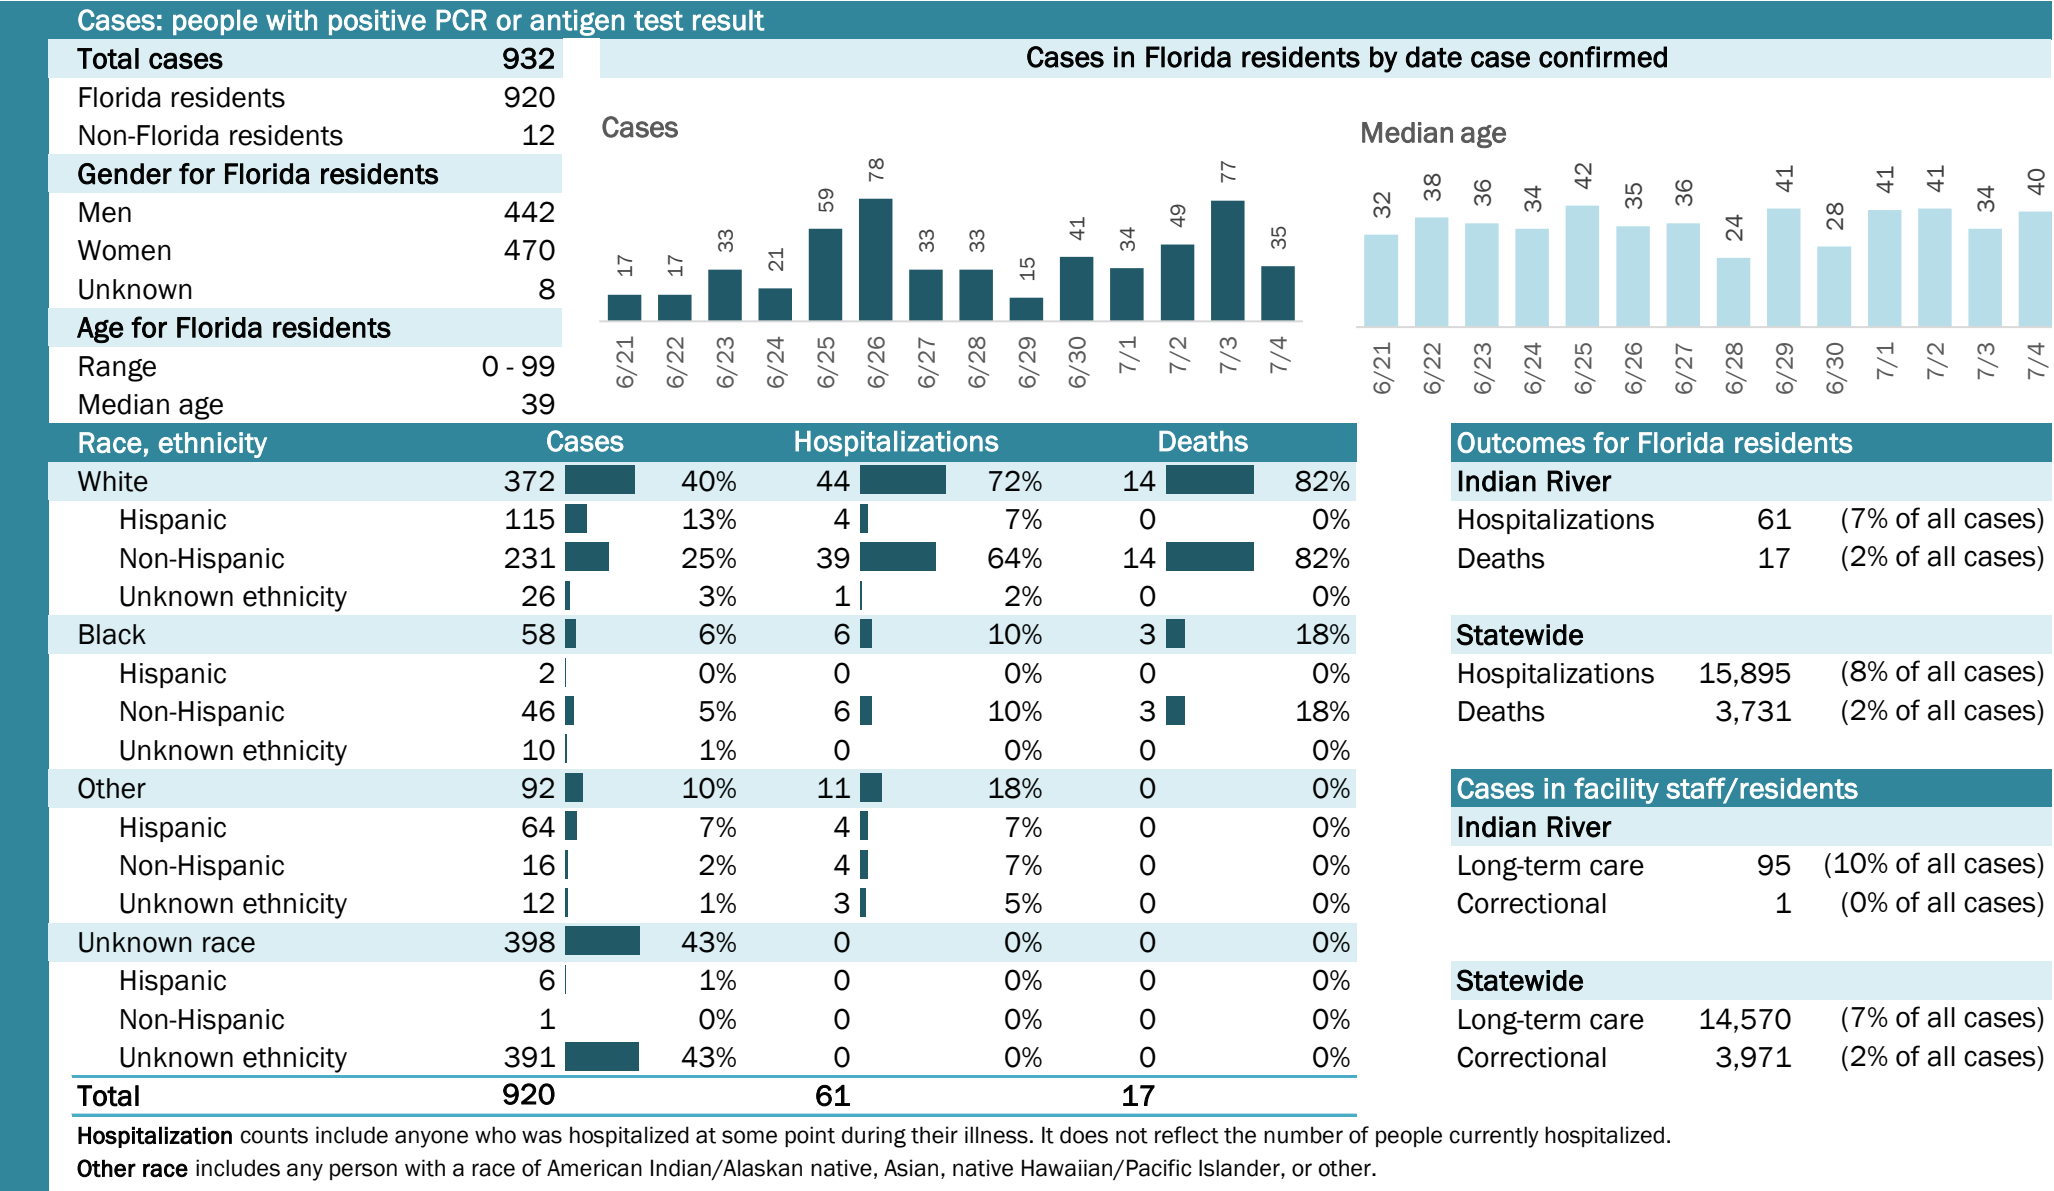 Cases: people with positive PCR or antigen test result
Total cases 932
Florida residents 920
Non-Florida residents 12
Gender for Florida residents
Men 442
Women 470
Unknown 8
Age for Florida residents
Range 0 - 99
Median age 39
Cases in Florida residents by date case confirmed
Cases
17 17 33 21 59 78 33 33 15 41 34 49 77 35
6/21 6/22 6/23 6/24 6/25 6/26 6/27 6/28 6/29 6/30 7/1 7/2 7/3 7/4
Median age
32 38 36 34 42 35 36 24 41 28 41 41 34 40
6/21 6/22 6/23 6/24 6/25 6/26 6/27 6/28 6/29 6/30 7/1 7/2 7/3 7/4
Race, ethnicity Cases Hospitalizations Deaths
White 372 40% 44 72% 14 82%
Hispanic 115 13% 4 7% 0 0%
Non-Hispanic 231 25% 39 64% 14 82%
Unknown ethnicity 26 3% 1 2% 0 0%
Black 58 6% 6 10% 3 18%
Hispanic 2 0% 0 0% 0 0%
Non-Hispanic 46 5% 6 10% 3 18%
Unknown ethnicity 10 1% 0 0% 0 0%
Other 92 10% 11 18% 0 0%
Hispanic 64 7% 4 7% 0 0%
Non-Hispanic 16 2% 4 7% 0 0%
Unknown ethnicity 12 1% 3 5% 0 0%
Unknown race 398 43% 0 0% 0 0%
Hispanic 6 1% 0 0% 0 0%
Non-Hispanic 1 0% 0 0% 0 0%
Unknown ethnicity 391 43% 0 0% 0 0%
Total 920 61 17
Outcomes for Florida residents
Indian River
Hospitalizations 61 (7% of all cases)
Deaths 17 (2% of all cases)
Statewide
Hospitalizations 15,895 (8% of all cases)
Deaths 3,731 (2% of all cases)
Cases in facility staff/residents
Indian River
Long-term care 95 (10% of all cases)
Correctional 1 (0% of all cases)
Statewide
Long-term care 14,570 (7% of all cases)
Correctional 3,971 (2% of all cases)
Hospitalization counts include anyone who was hospitalized at some point during their illness. It does not reflect the number of people currently hospitalized.
Other race includes any person with a race of American Indian/Alaskan native, Asian, native Hawaiian/Pacific Islander, or other.